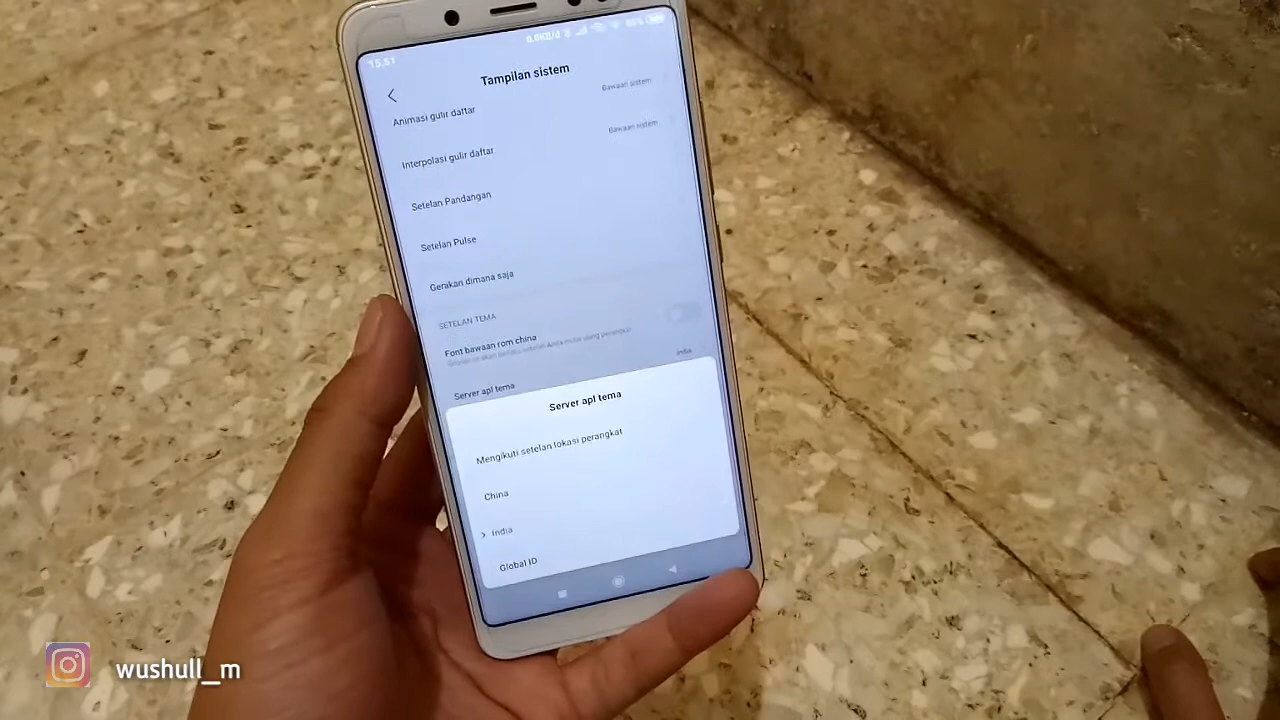 15.51
Tampilan sistem
Animasi gulir daftar
Bawaan sistem
Interpolasi gulir daftar
Bawaan sistem
Setelan Pandangan
Setelan Pulse
Gerakan dimana saja
SETELAN TEMA
Font bawaan rom china
Server apl tema
India
Server apl tema
Mengikuti setelan lokasi perangkat
China
India
Global ID
wushull_m